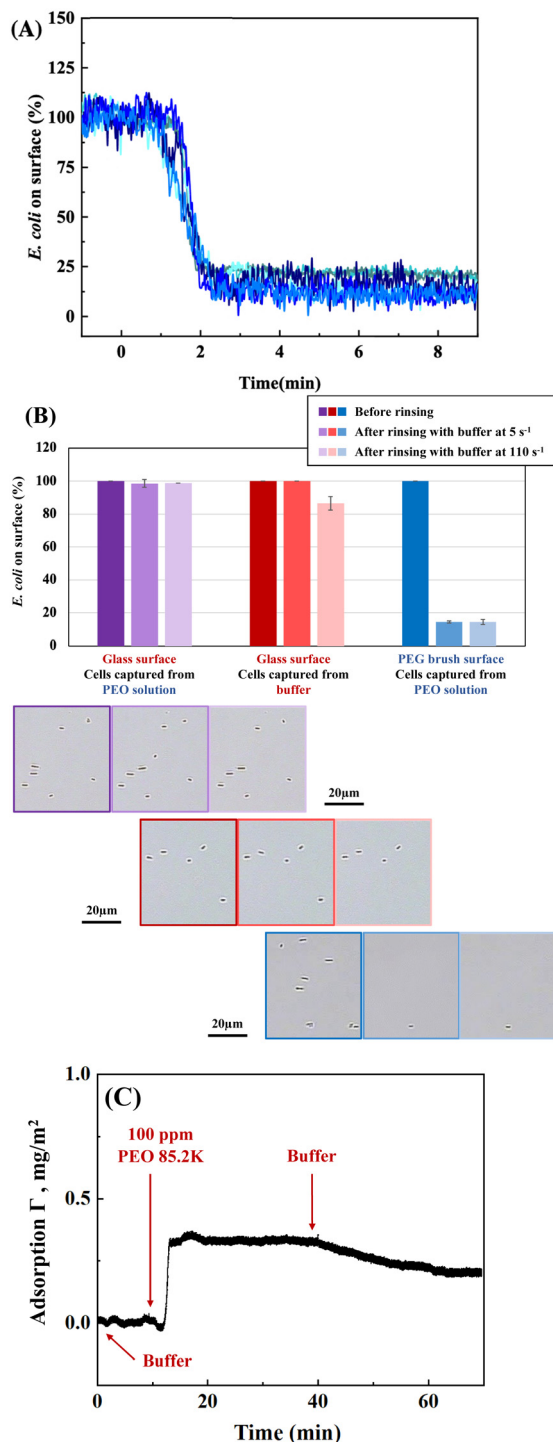 (A)
E. coli on surface (%)
150
125
100
75
50
25
0
0 2 4 6 8
Time(min)
(B)
Before rinsing
After rinsing with buffer at 5 s⁻¹
After rinsing with buffer at 110 s⁻¹
E. coli on surface (%)
120
100
80
60
40
20
0
Glass surface
Cells captured from
PEO solution
Glass surface
Cells captured from
buffer
PEG brush surface
Cells captured from
PEO solution
20μm
20μm
20μm
(C)
Adsorption Γ , mg/m²
1.0
0.5
0.0
100 ppm
PEO 85.2K
Buffer
Buffer
0 20 40 60
Time (min)